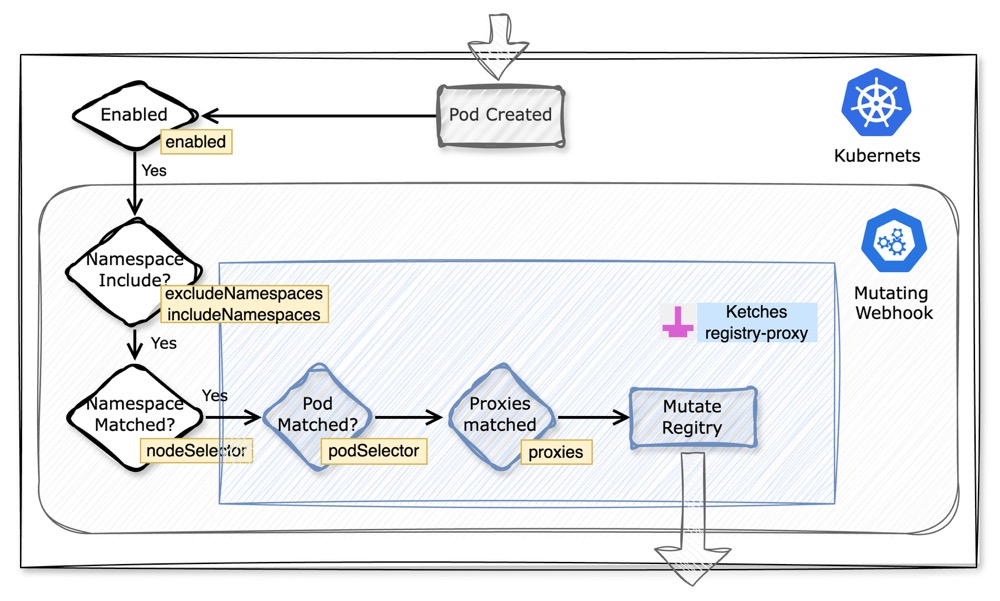 Pod Created
Enabled
enabled
Kubernets
Yes
Namespace
Include?
excludeNamespaces
includeNamespaces
Mutating
Webhook
Ketches
registry-proxy
Yes
Namespace
Matched?
nodeSelector
Yes
Pod
Matched?
podSelector
Proxies
matched
proxies
Mutate
Regitry